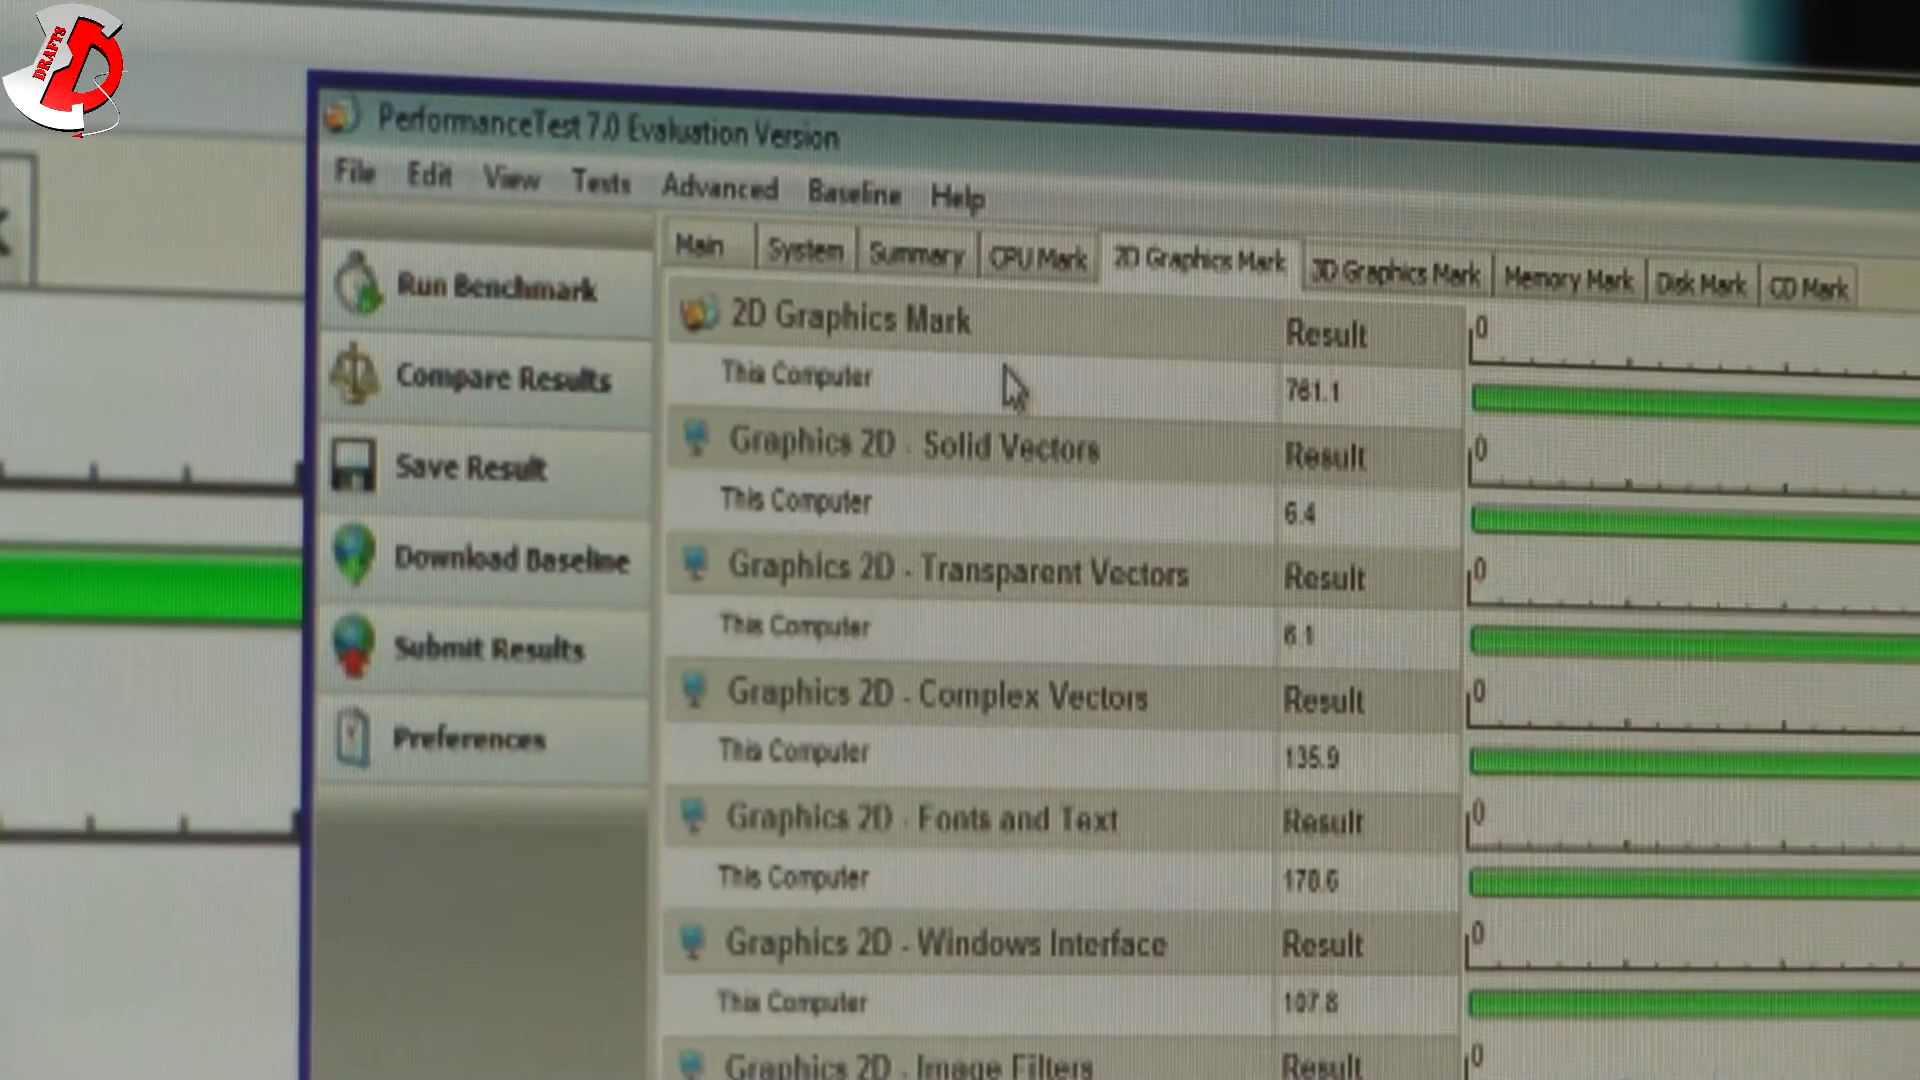 DRAFTS
PerformanceTest 7.0 Evaluation Version
File Edit View Tests Advanced Baseline Help
Main System Summary CPU Mark 2D Graphics Mark 3D Graphics Mark Memory Mark Disk Mark CD Mark
Run Benchmark
Compare Results
Save Result
Download Baseline
Submit Results
Preferences
2D Graphics Mark Result 0
This Computer 761.1
Graphics 2D - Solid Vectors Result 0
This Computer 6.4
Graphics 2D - Transparent Vectors Result 0
This Computer 6.1
Graphics 2D - Complex Vectors Result 0
This Computer 135.9
Graphics 2D - Fonts and Text Result 0
This Computer 170.6
Graphics 2D - Windows Interface Result 0
This Computer 107.8
Graphics 2D - Image Filters Result 0